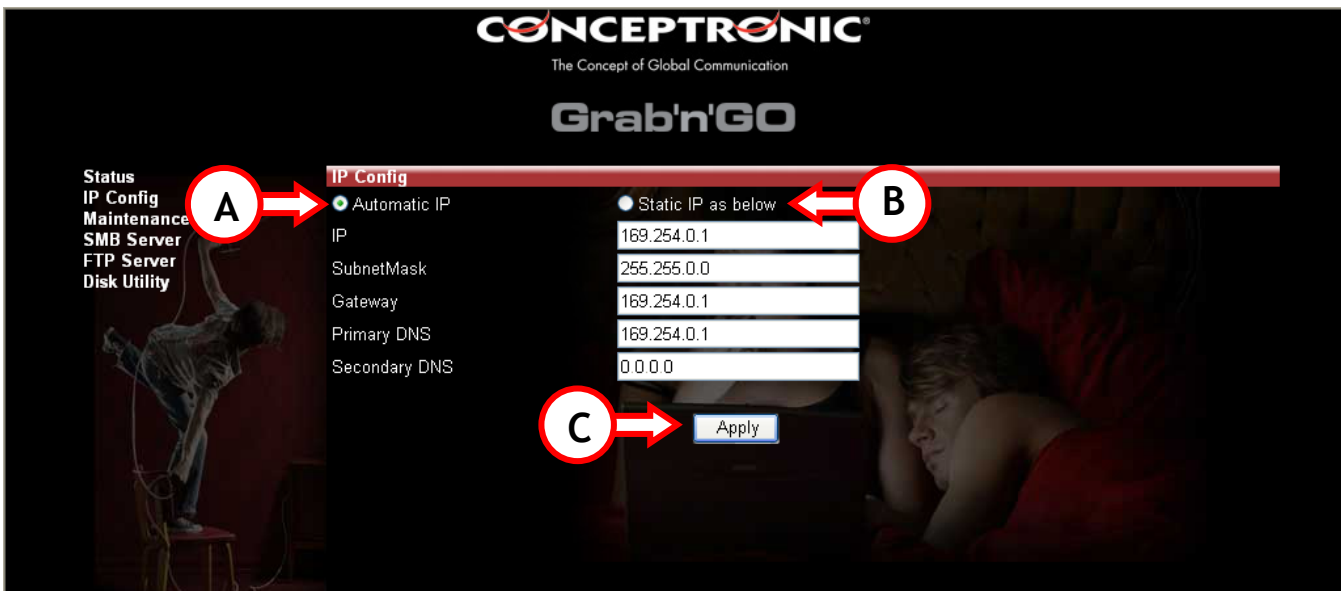 CONCEPTRONIC®
The Concept of Global Communication
Grab'n'GO
Status
IP Config
Maintenance
SMB Server
FTP Server
Disk Utility
IP Config
A
Automatic IP
Static IP as below
B
IP 169.254.0.1
SubnetMask 255.255.0.0
Gateway 169.254.0.1
Primary DNS 169.254.0.1
Secondary DNS 0.0.0.0
C
Apply